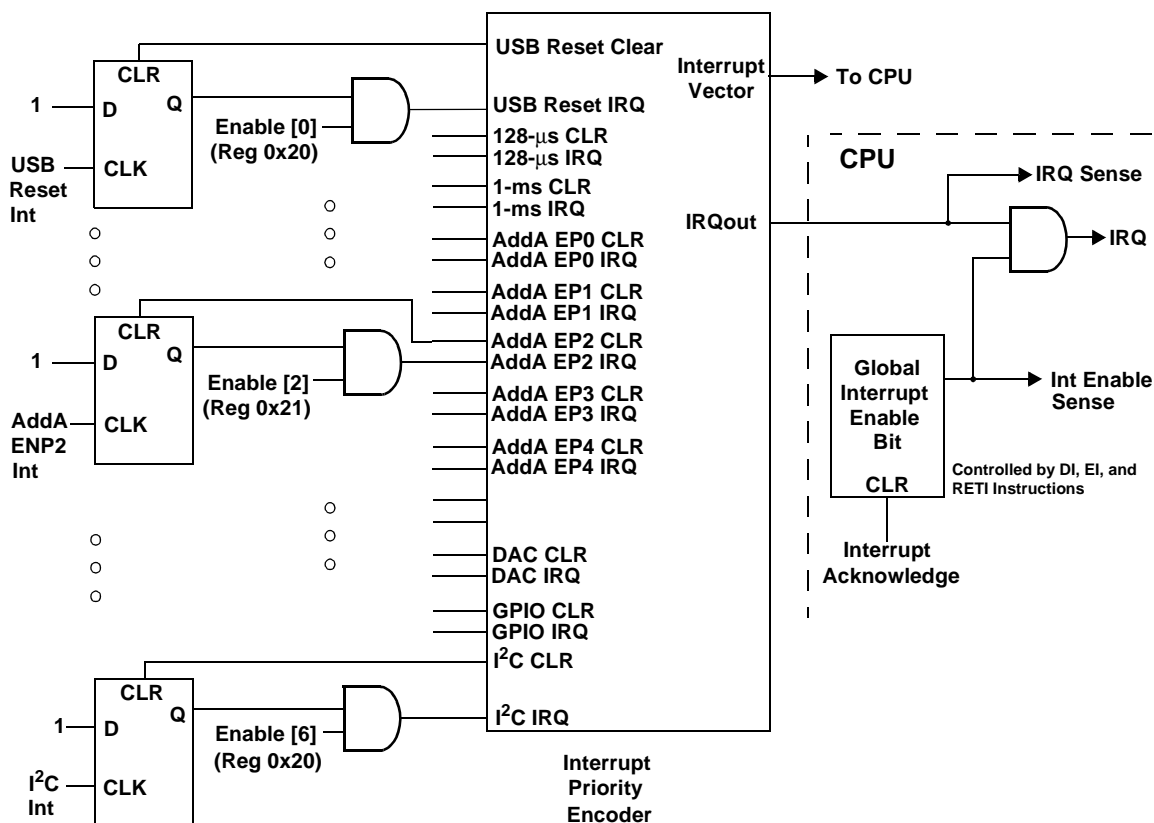 CLR
D
Q
CLK
1
USB
Reset
Int
Enable [0]
(Reg 0x20)
CLR
D
Q
CLK
1
AddA
ENP2
Int
Enable [2]
(Reg 0x21)
CLR
D
Q
CLK
1
I²C
Int
Enable [6]
(Reg 0x20)
USB Reset Clear
USB Reset IRQ
128-μs CLR
128-μs IRQ
1-ms CLR
1-ms IRQ
AddA EP0 CLR
AddA EP0 IRQ
AddA EP1 CLR
AddA EP1 IRQ
AddA EP2 CLR
AddA EP2 IRQ
AddA EP3 CLR
AddA EP3 IRQ
AddA EP4 CLR
AddA EP4 IRQ
DAC CLR
DAC IRQ
GPIO CLR
GPIO IRQ
I²C CLR
I²C IRQ
Interrupt
Vector
IRQout
Interrupt
Priority
Encoder
To CPU
CPU
IRQ Sense
IRQ
Global
Interrupt
Enable
Bit
CLR
Int Enable
Sense
Controlled by DI, EI, and
RETI Instructions
Interrupt
Acknowledge